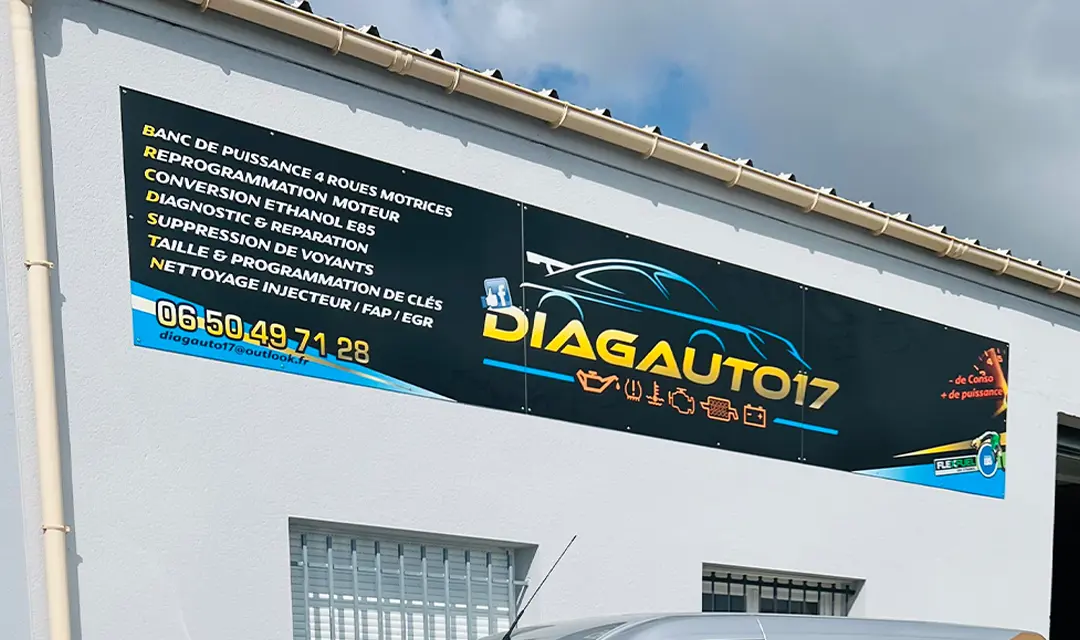 BANC DE PUISSANCE 4 ROUES MOTRICES
REPROGRAMMATION MOTEUR
CONVERSION ETHANOL E85
DIAGNOSTIC & REPARATION
SUPPRESSION DE VOYANTS
TAILLE & PROGRAMMATION DE CLÉS
NETTOYAGE INJECTEUR / FAP / EGR
06 50 49 71 28
diagauto17@outlook.fr
DIAGAUTO17
- de Conso
+ de puissance
FLEXFUEL